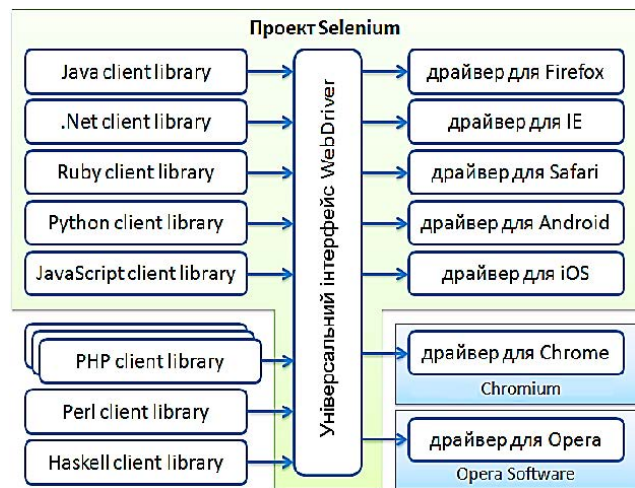 Проект Selenium
Java client library
.Net client library
Ruby client library
Python client library
JavaScript client library
PHP client library
Perl client library
Haskell client library
Універсальний інтерфейс WebDriver
драйвер для Firefox
драйвер для IE
драйвер для Safari
драйвер для Android
драйвер для iOS
драйвер для Chrome
Chromium
драйвер для Opera
Opera Software